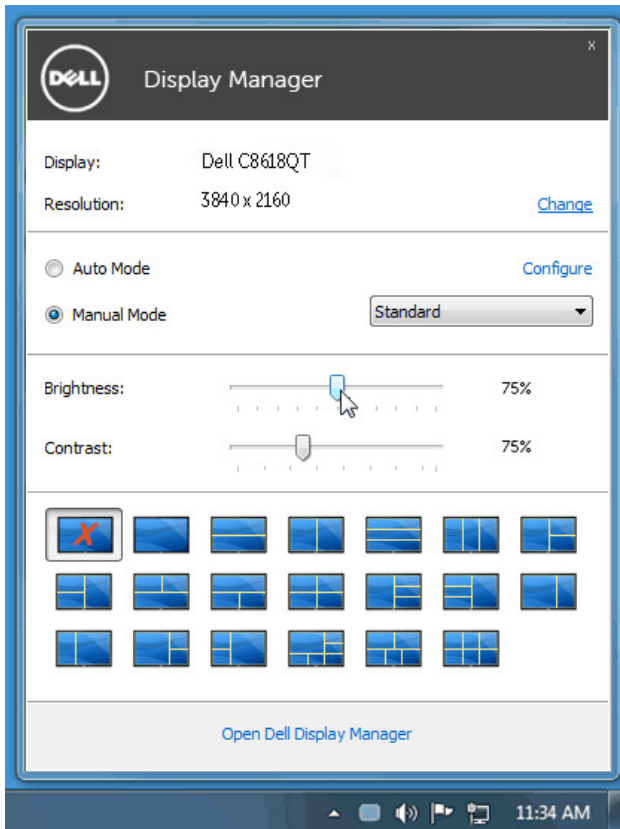 x
DELL Display Manager
Display: Dell C8618QT
Resolution: 3840 x 2160 Change
Auto Mode Configure
Manual Mode Standard
Brightness: 75%
Contrast: 75%
X
Open Dell Display Manager
11:34 AM